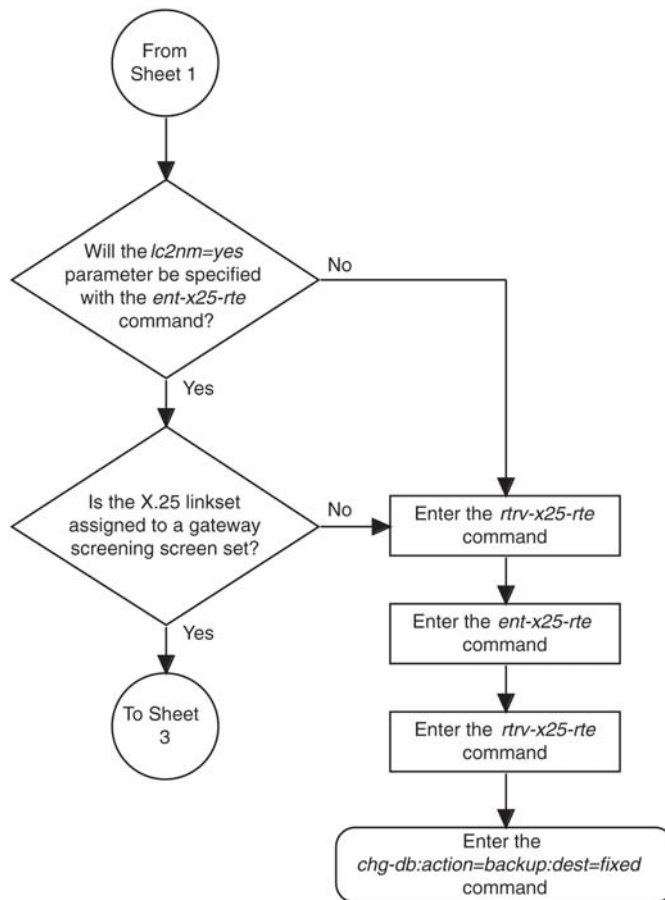 From
Sheet 1
Will the lc2nm=yes
parameter be specified
with the ent-x25-rte
command?
No
Yes
Is the X.25 linkset
assigned to a gateway
screening screen set?
No
Yes
To Sheet
3
Enter the rtrv-x25-rte
command
Enter the ent-x25-rte
command
Enter the rtrv-x25-rte
command
Enter the
chg-db:action=backup:dest=fixed
command